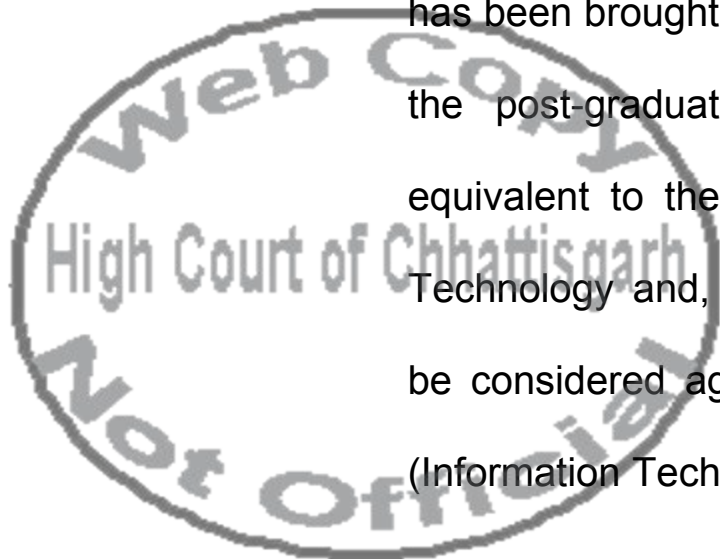 has been brought
the post-graduat
equivalent to the
Technology and,
be considered ag
(Information Tech
Web Copy
High Court of Chhattisgarh
Not Official